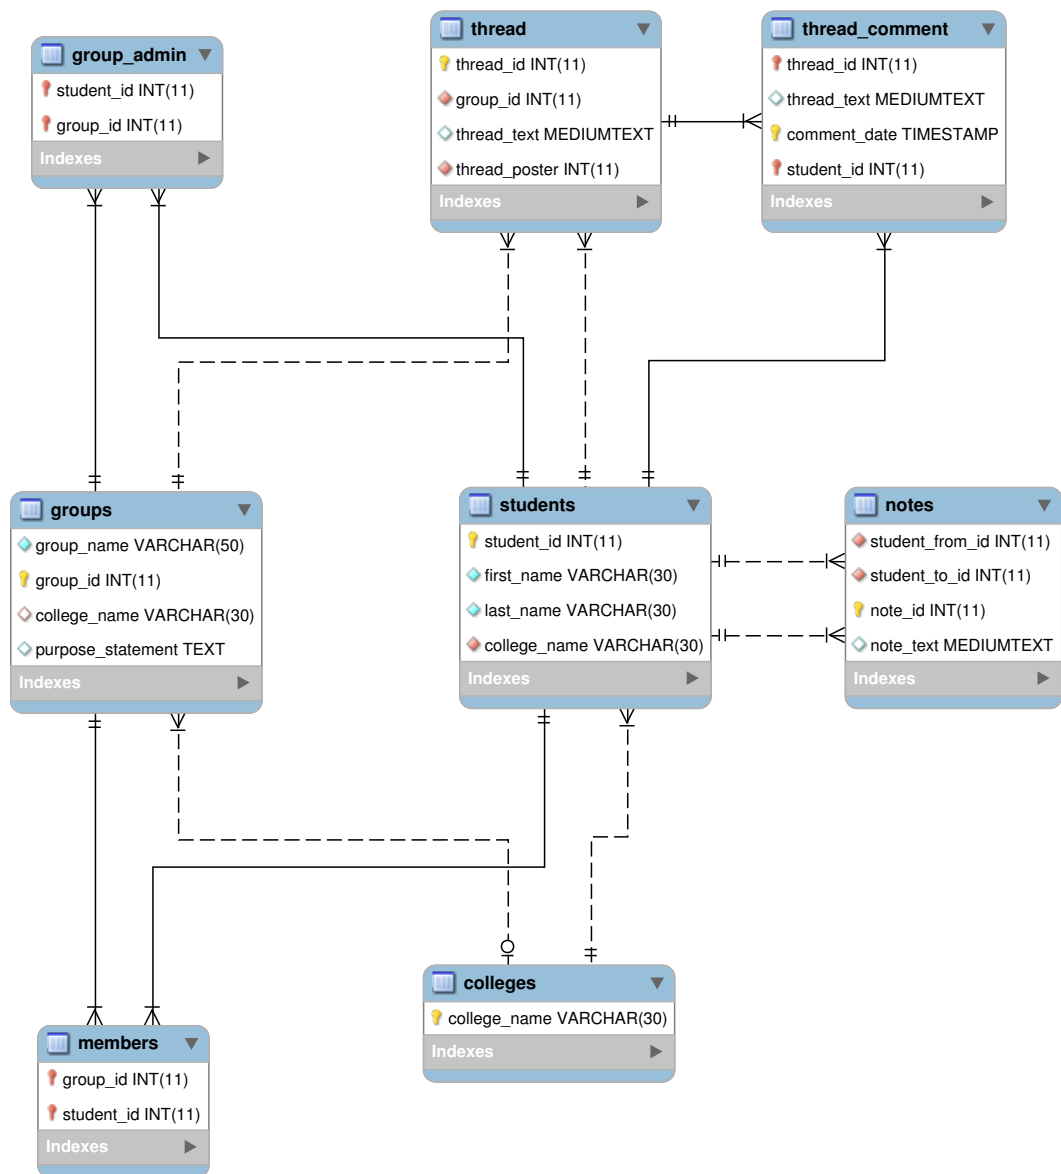 group_admin
student_id INT(11)
group_id INT(11)
Indexes
thread
thread_id INT(11)
group_id INT(11)
thread_text MEDIUMTEXT
thread_poster INT(11)
Indexes
thread_comment
thread_id INT(11)
thread_text MEDIUMTEXT
comment_date TIMESTAMP
student_id INT(11)
Indexes
groups
group_name VARCHAR(50)
group_id INT(11)
college_name VARCHAR(30)
purpose_statement TEXT
Indexes
students
student_id INT(11)
first_name VARCHAR(30)
last_name VARCHAR(30)
college_name VARCHAR(30)
Indexes
notes
student_from_id INT(11)
student_to_id INT(11)
note_id INT(11)
note_text MEDIUMTEXT
Indexes
colleges
college_name VARCHAR(30)
Indexes
members
group_id INT(11)
student_id INT(11)
Indexes